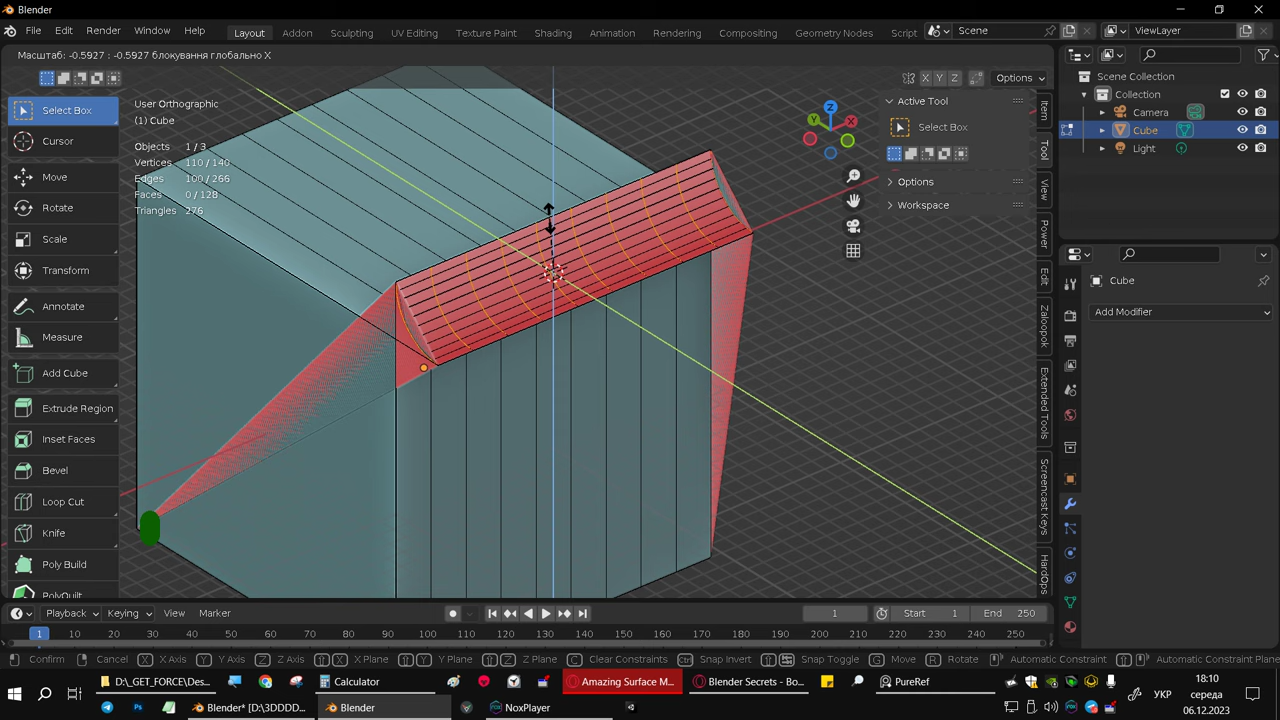 Blender
File Edit Render Window Help Layout Addon Sculpting UV Editing Texture Paint Shading Animation Rendering Compositing Geometry Nodes Script Scene ViewLayer
Масштаб: -0.5927 : -0.5927 блокування глобально X
X Y Z Options
Select Box
Cursor
Move
Rotate
Scale
Transform
Annotate
Measure
Add Cube
Extrude Region
Inset Faces
Bevel
Loop Cut
Knife
Poly Build
PolyQuilt
User Orthographic
(1) Cube
Objects 1 / 3
Vertices 110 / 140
Edges 100 / 266
Faces 0 / 128
Triangles 276
Z
Y
X
Active Tool
Select Box
Options
Workspace
Item
Tool
View
Power
Edit
Zaloopok
Extended Tools
Screencast Keys
HardOps
Scene Collection
Collection
Camera
Cube
Light
Cube
Add Modifier
Playback Keying View Marker 1 Start 1 End 250
1 10 20 30 40 50 60 70 80 90 100 110 120 130 140 150 160 170 180 190 200 210 220 230 240 250
Confirm Cancel X X Axis Y Y Axis Z Z Axis X X Plane Y Y Plane Z Z Plane C Clear Constraints Ctrl Snap Invert Snap Toggle G Move R Rotate Automatic Constraint Automatic Constraint Plane
D:\_GET_FORCE\Des... Calculator Amazing Surface M... Blender Secrets - Bo... PureRef
Blender* [D:\3DDDD... Blender NoxPlayer
УКР
18:10
середа
06.12.2023